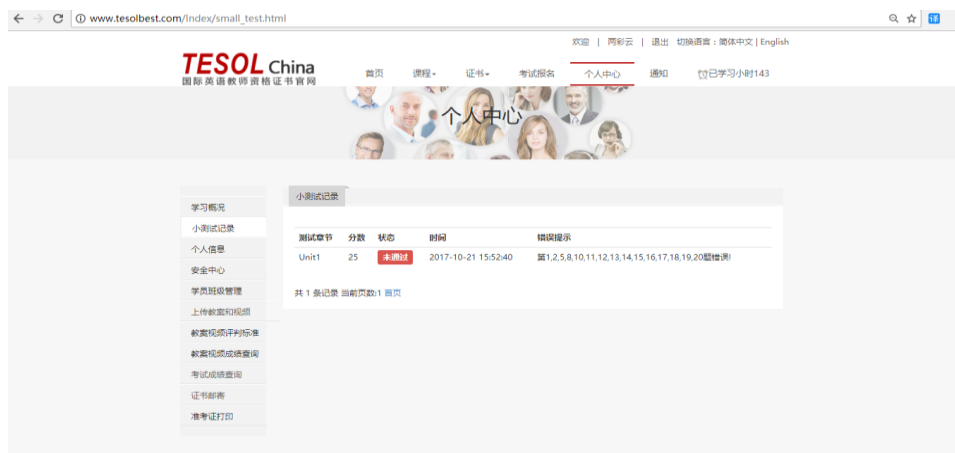 www.tesolbest.com/Index/small_test.html
译
欢迎 | 两彩云 | 退出 切换语言：简体中文 | English
TESOL China
国际英语教师资格证书官网
首页 课程 证书 考试报名 个人中心 通知 已学习小时143
个人中心
小测试记录
学习概况
小测试记录
个人信息
安全中心
学员班级管理
上传教案和视频
教案视频评判标准
教案视频成绩查询
考试成绩查询
证书邮寄
准考证打印
测试章节 分数 状态 时间 错误提示
Unit1 25 未通过 2017-10-21 15:52:40 第1,2,5,8,10,11,12,13,14,15,16,17,18,19,20题错误!
共 1 条记录 当前页数:1 首页